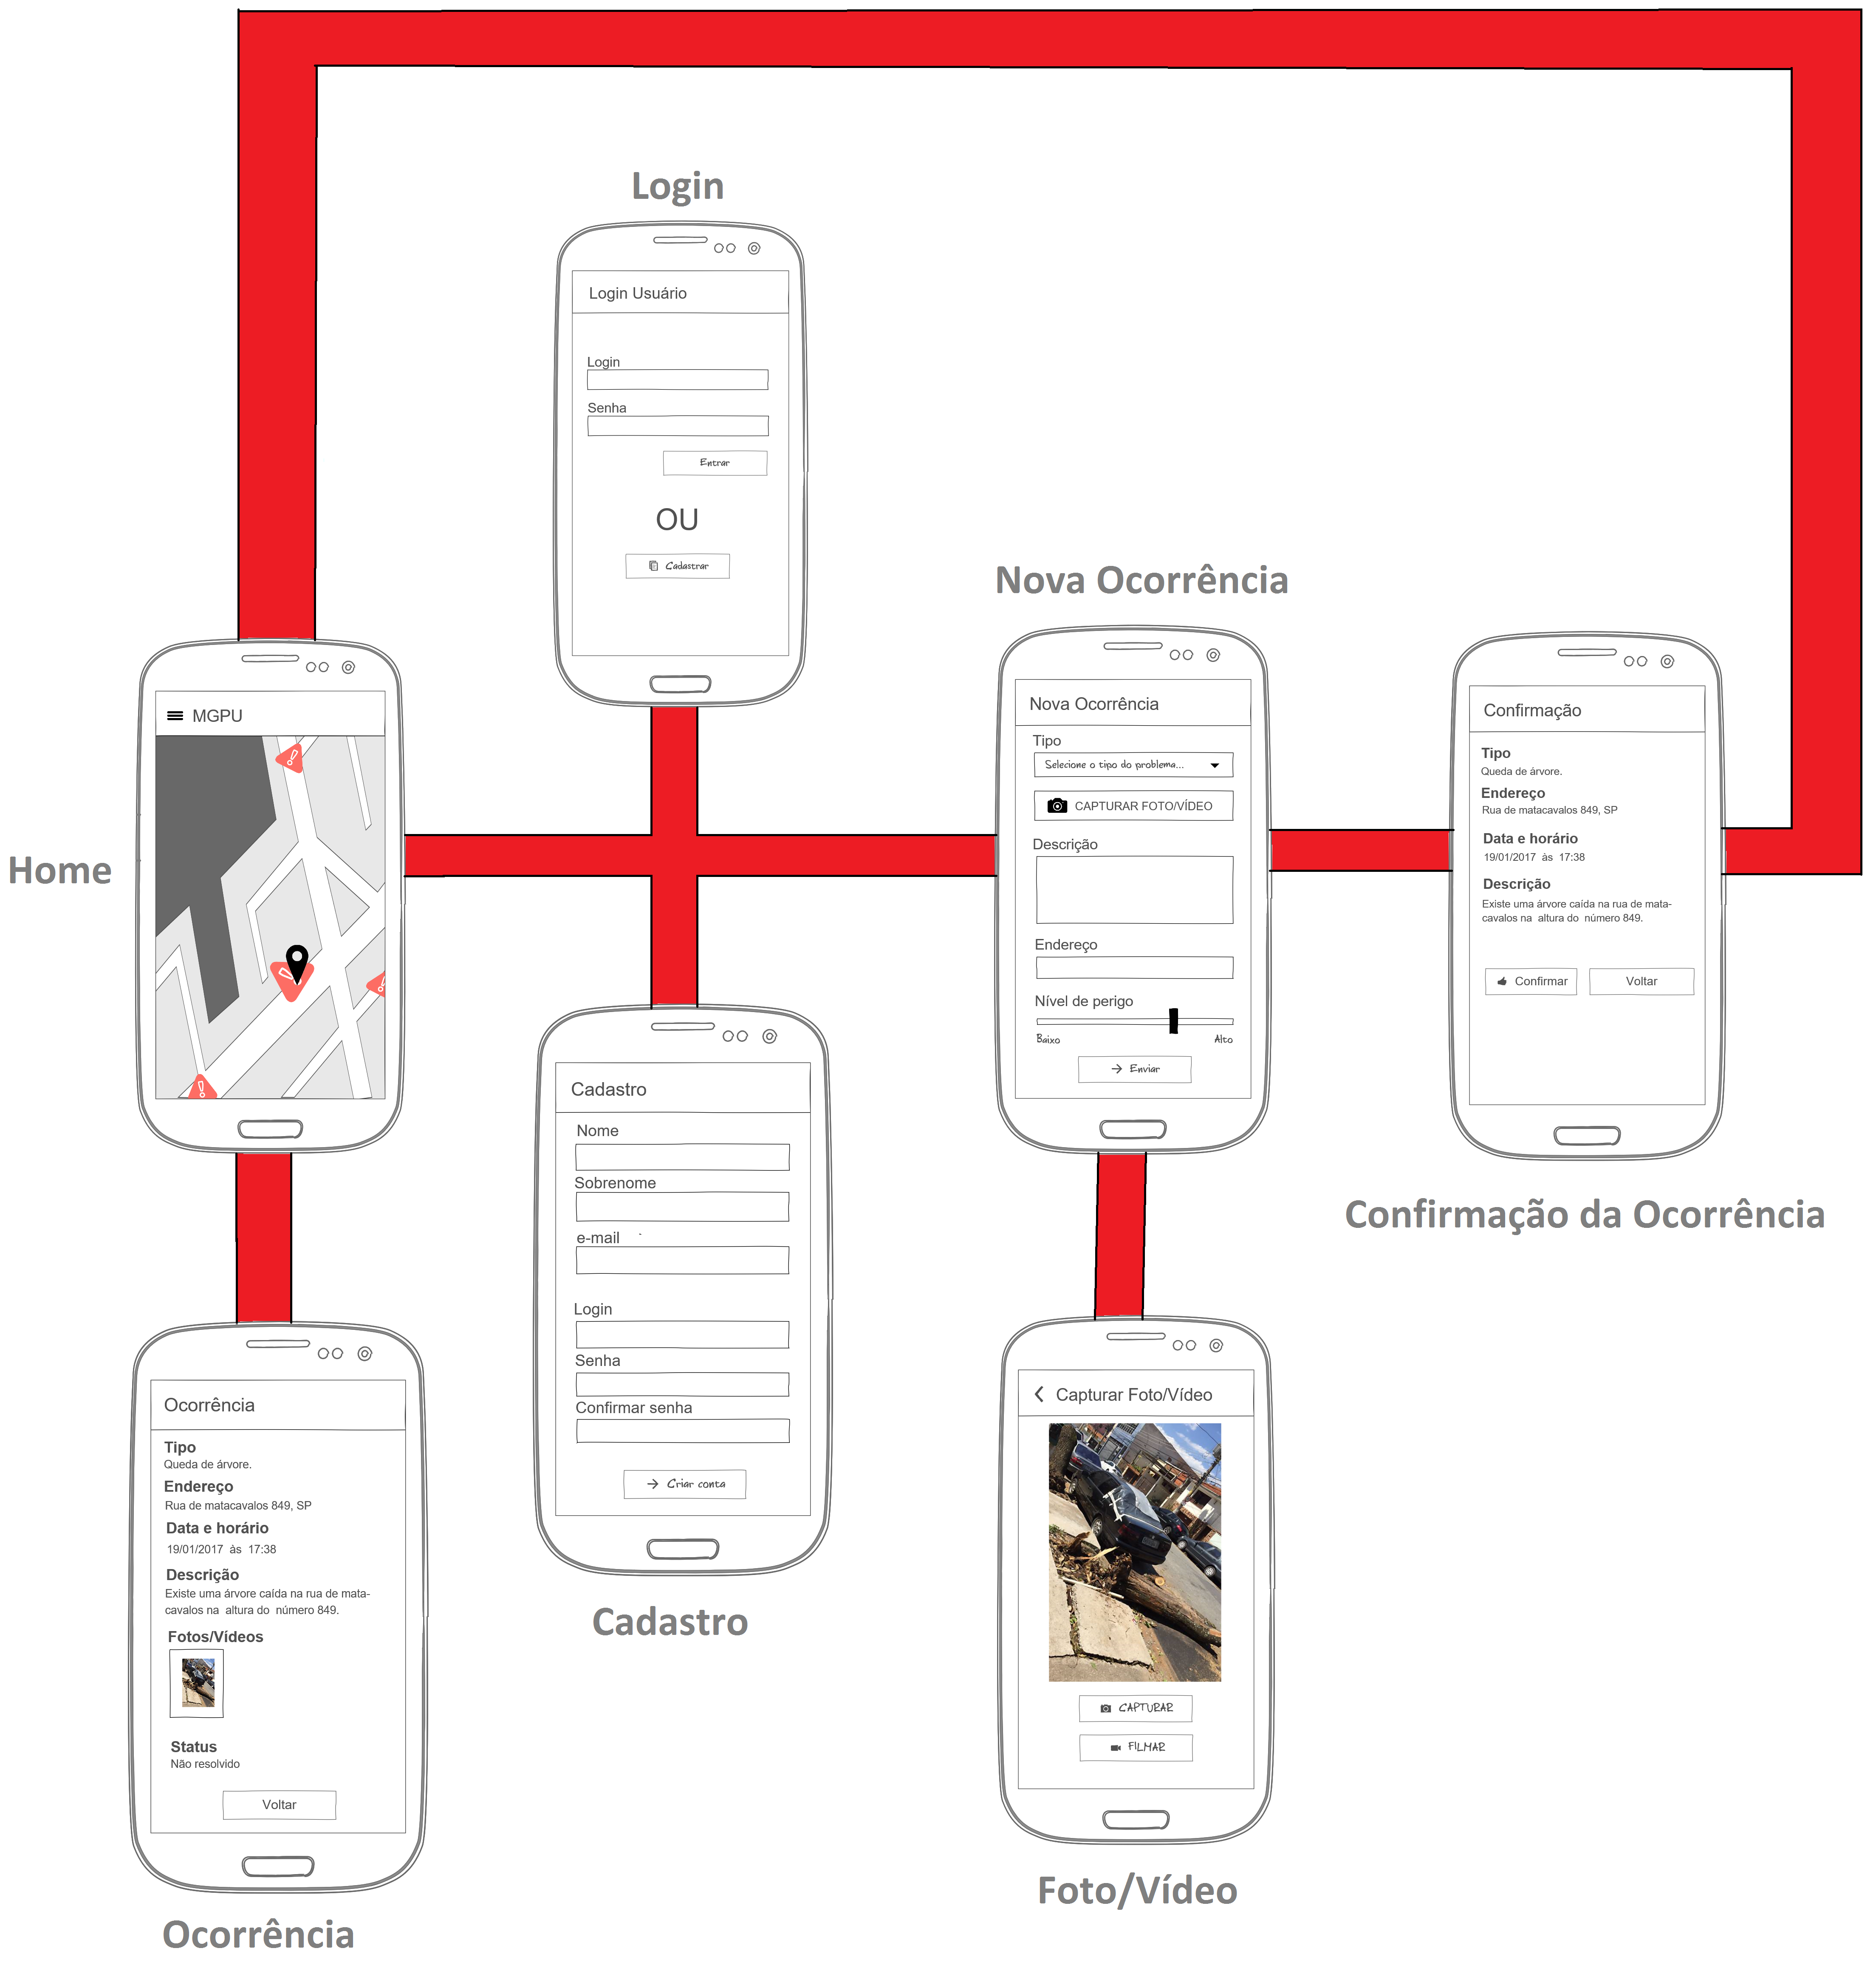 Login
Login Usuário
Login
Senha
Entrar
OU
Cadastrar
Home
MGPU
Nova Ocorrência
Nova Ocorrência
Tipo
Selecione o tipo do problema...
CAPTURAR FOTO/VÍDEO
Descrição
Endereço
Nível de perigo
Baixo
Alto
Enviar
Confirmação
Tipo
Queda de árvore.
Endereço
Rua de matacavalos 849, SP
Data e horário
19/01/2017 às 17:38
Descrição
Existe uma árvore caída na rua de mata-
cavalos na altura do número 849.
Confirmar
Voltar
Confirmação da Ocorrência
Cadastro
Nome
Sobrenome
e-mail
Login
Senha
Confirmar senha
Criar conta
Cadastro
Ocorrência
Tipo
Queda de árvore.
Endereço
Rua de matacavalos 849, SP
Data e horário
19/01/2017 às 17:38
Descrição
Existe uma árvore caída na rua de mata-
cavalos na altura do número 849.
Fotos/Vídeos
Status
Não resolvido
Voltar
Ocorrência
Capturar Foto/Vídeo
CAPTURAR
FILMAR
Foto/Vídeo